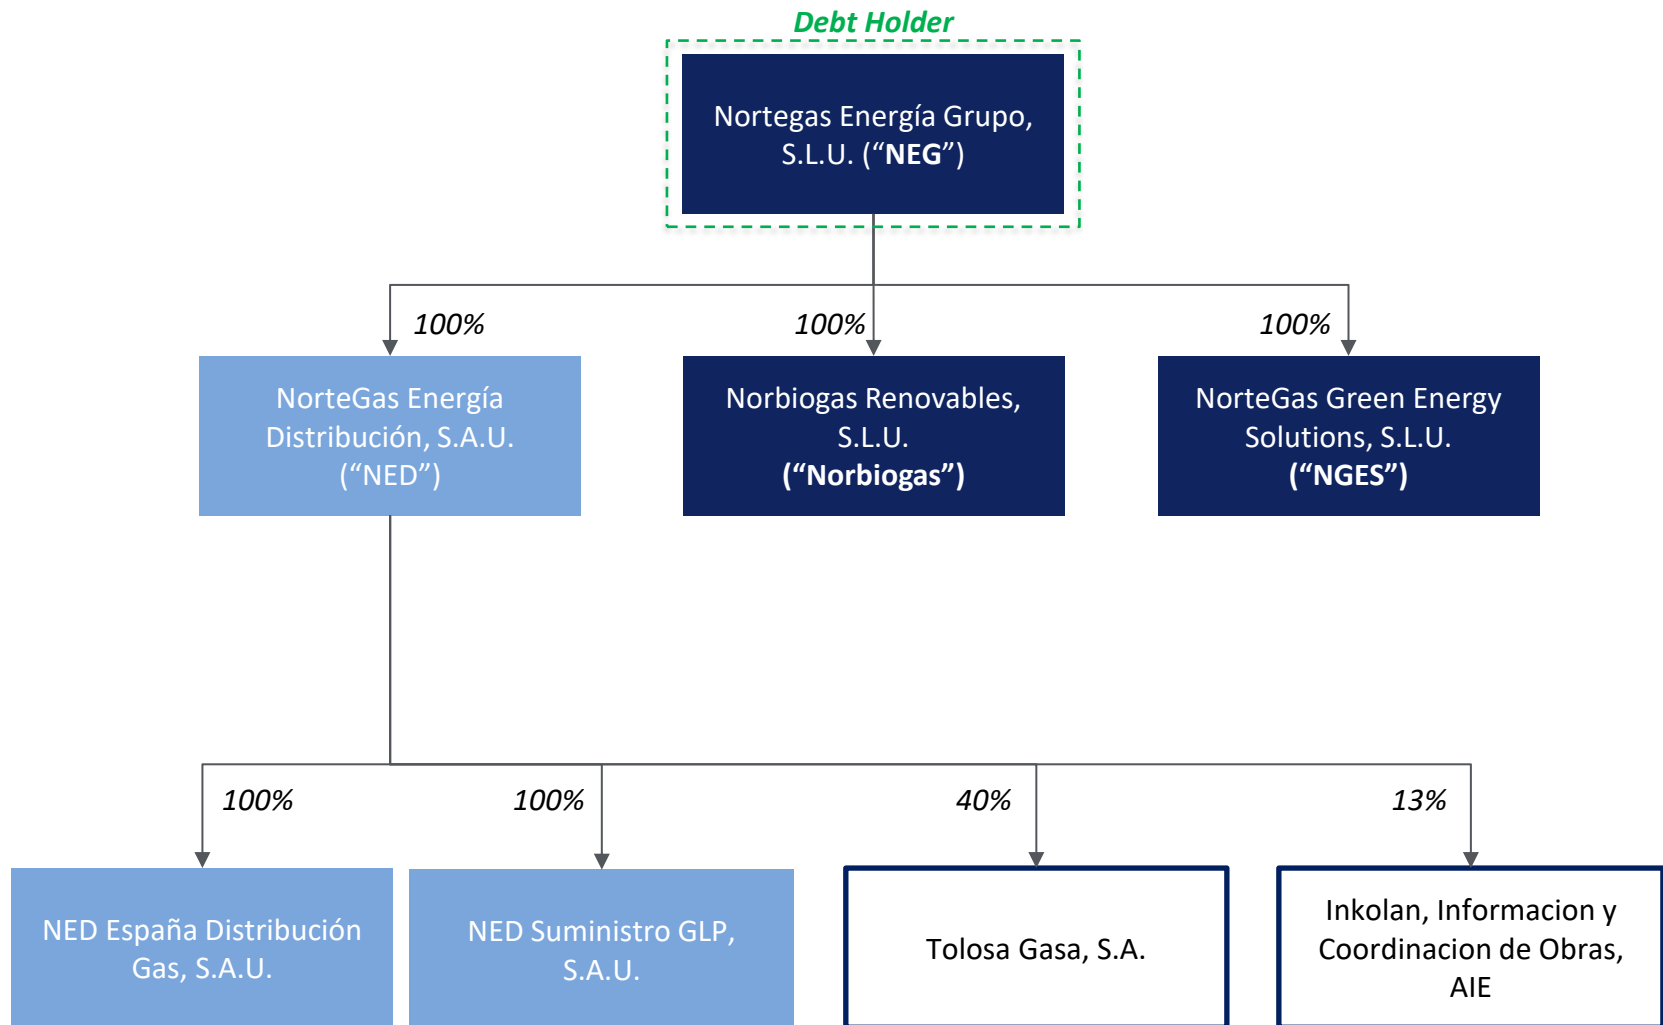 Debt Holder
Nortegas Energía Grupo,
S.L.U. (“NEG”)
100%
100%
100%
NorteGas Energía
Distribución, S.A.U.
(“NED”)
Norbiogas Renovables,
S.L.U.
(“Norbiogas”)
NorteGas Green Energy
Solutions, S.L.U.
(“NGES”)
100%
100%
40%
13%
NED España Distribución
Gas, S.A.U.
NED Suministro GLP,
S.A.U.
Tolosa Gasa, S.A.
Inkolan, Informacion y
Coordinacion de Obras,
AIE